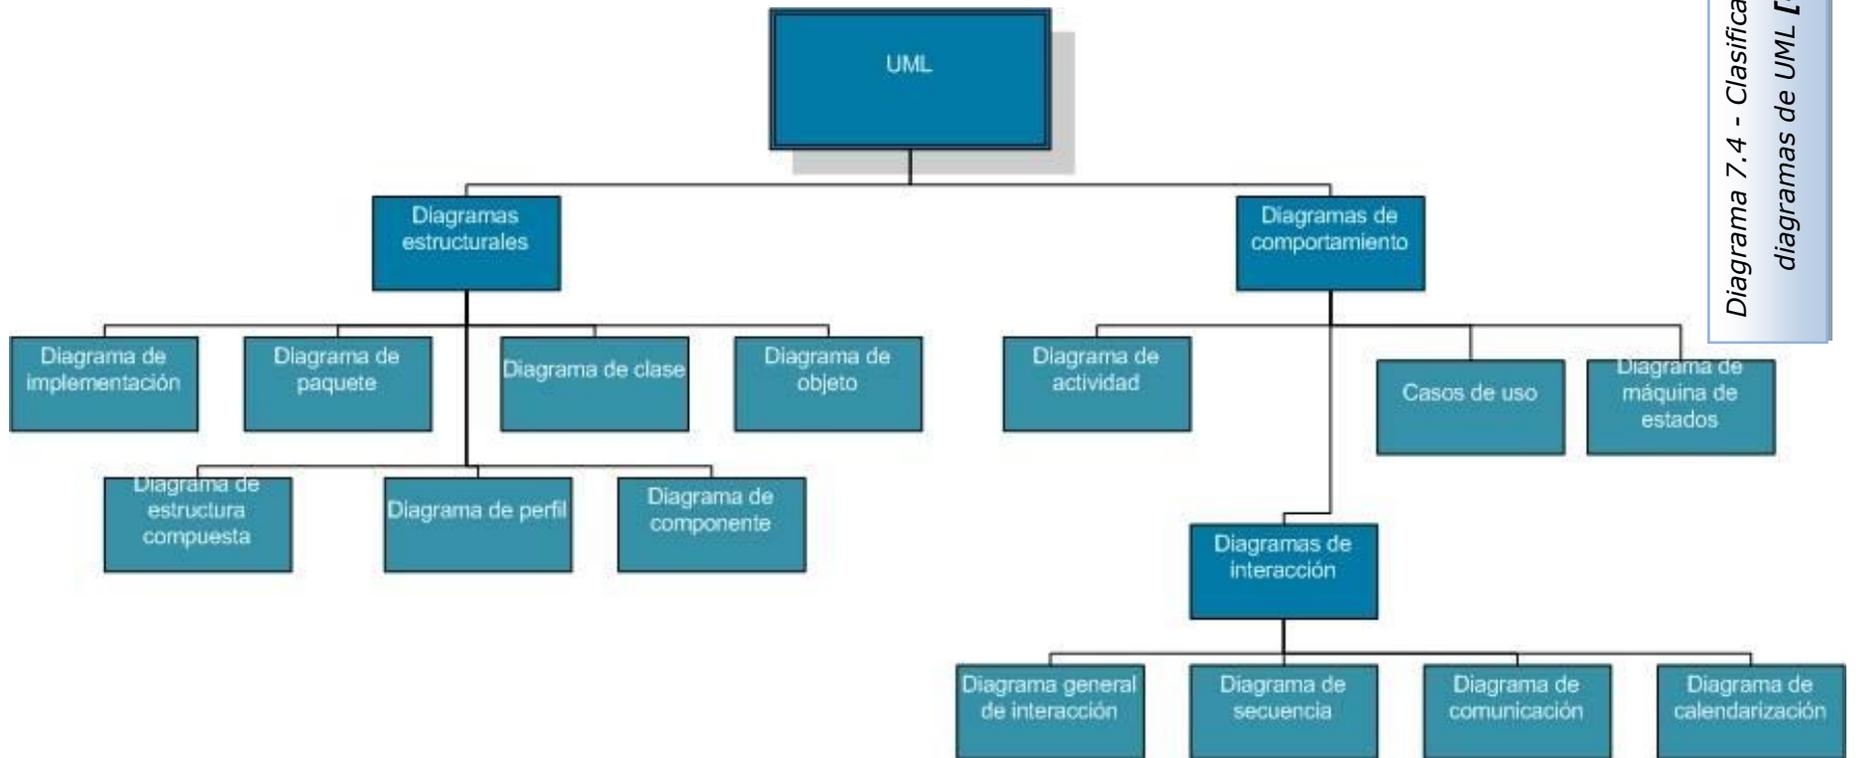 UML
Diagramas
estructurales
Diagramas de
comportamiento
Diagrama de
implementación
Diagrama de
paquete
Diagrama de clase
Diagrama de
objeto
Diagrama de
actividad
Casos de uso
Diagrama de
máquina de
estados
Diagrama de
estructura
compuesta
Diagrama de perfil
Diagrama de
componente
Diagramas de
interacción
Diagrama general
de interacción
Diagrama de
secuencia
Diagrama de
comunicación
Diagrama de
calendarización
Diagrama 7.4 - Clasifica
diagramas de UML [